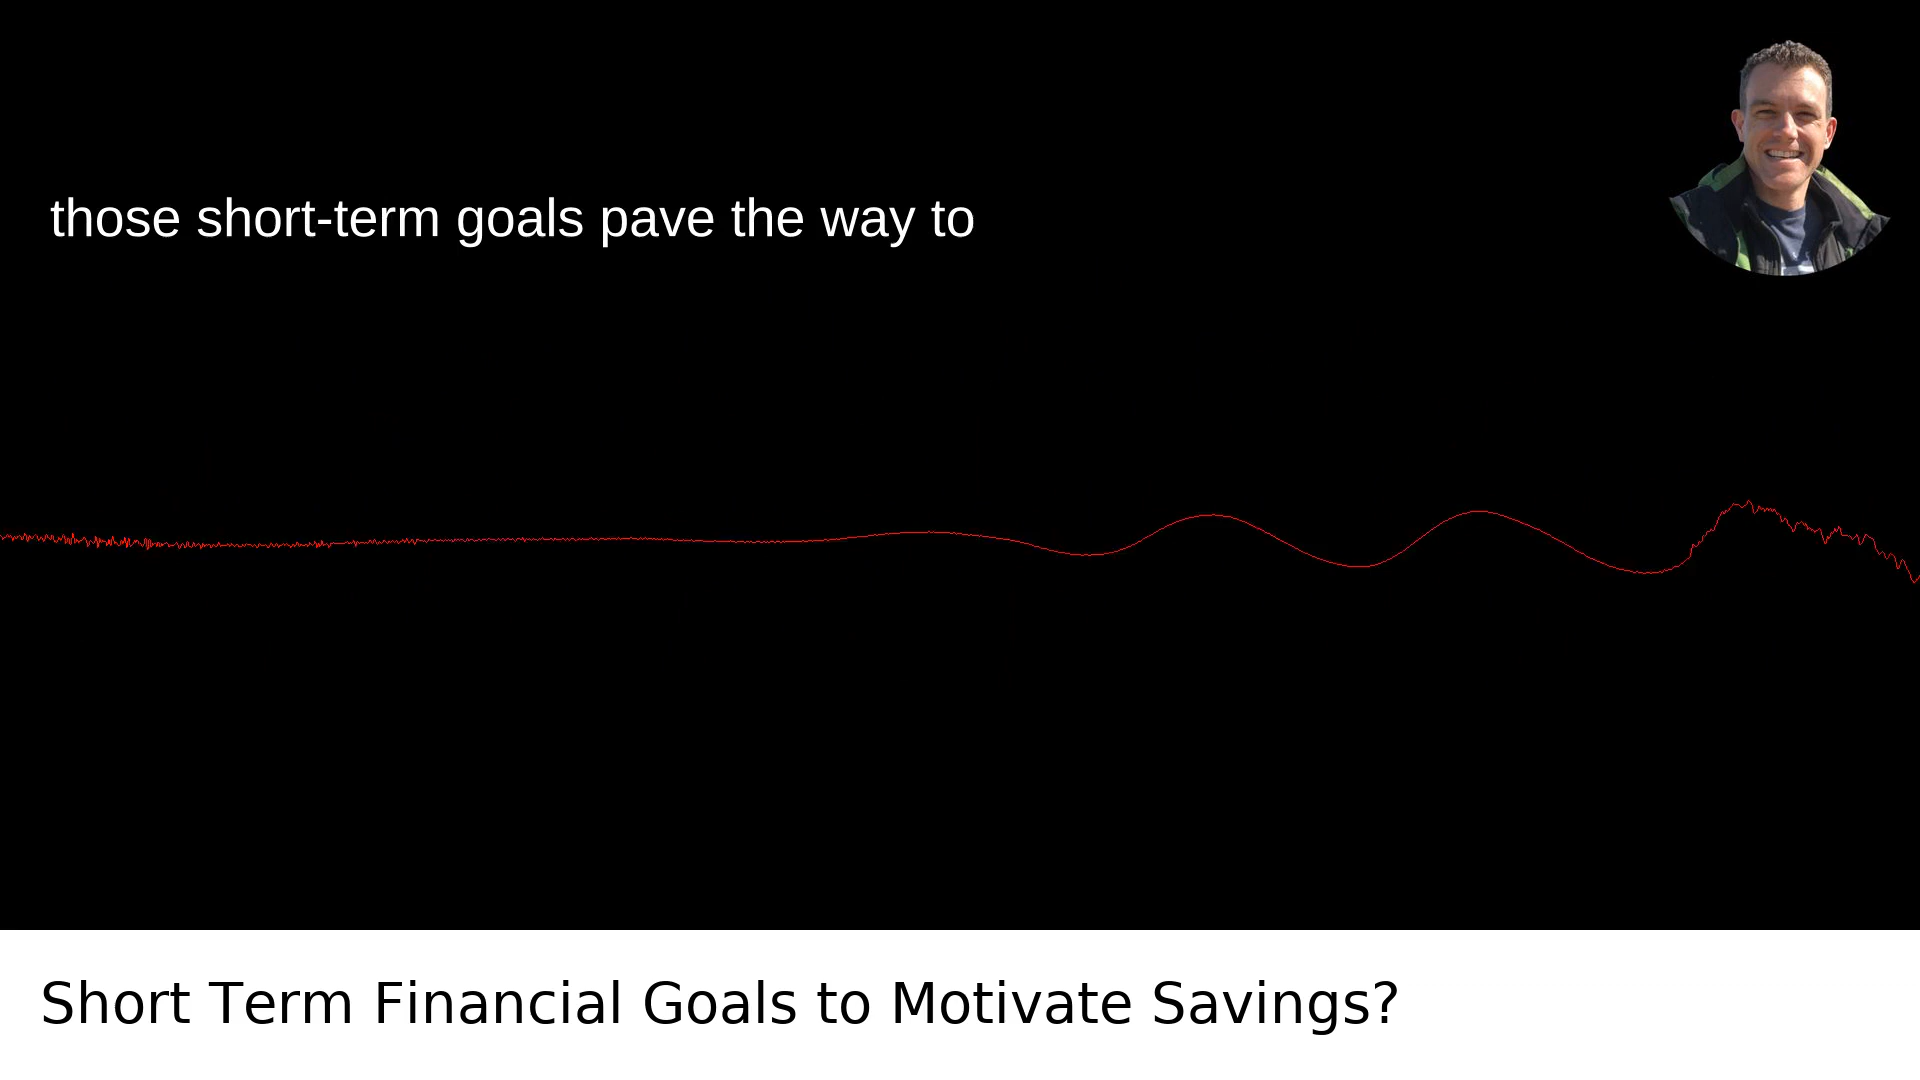 those short-term goals pave the way to
Short Term Financial Goals to Motivate Savings?